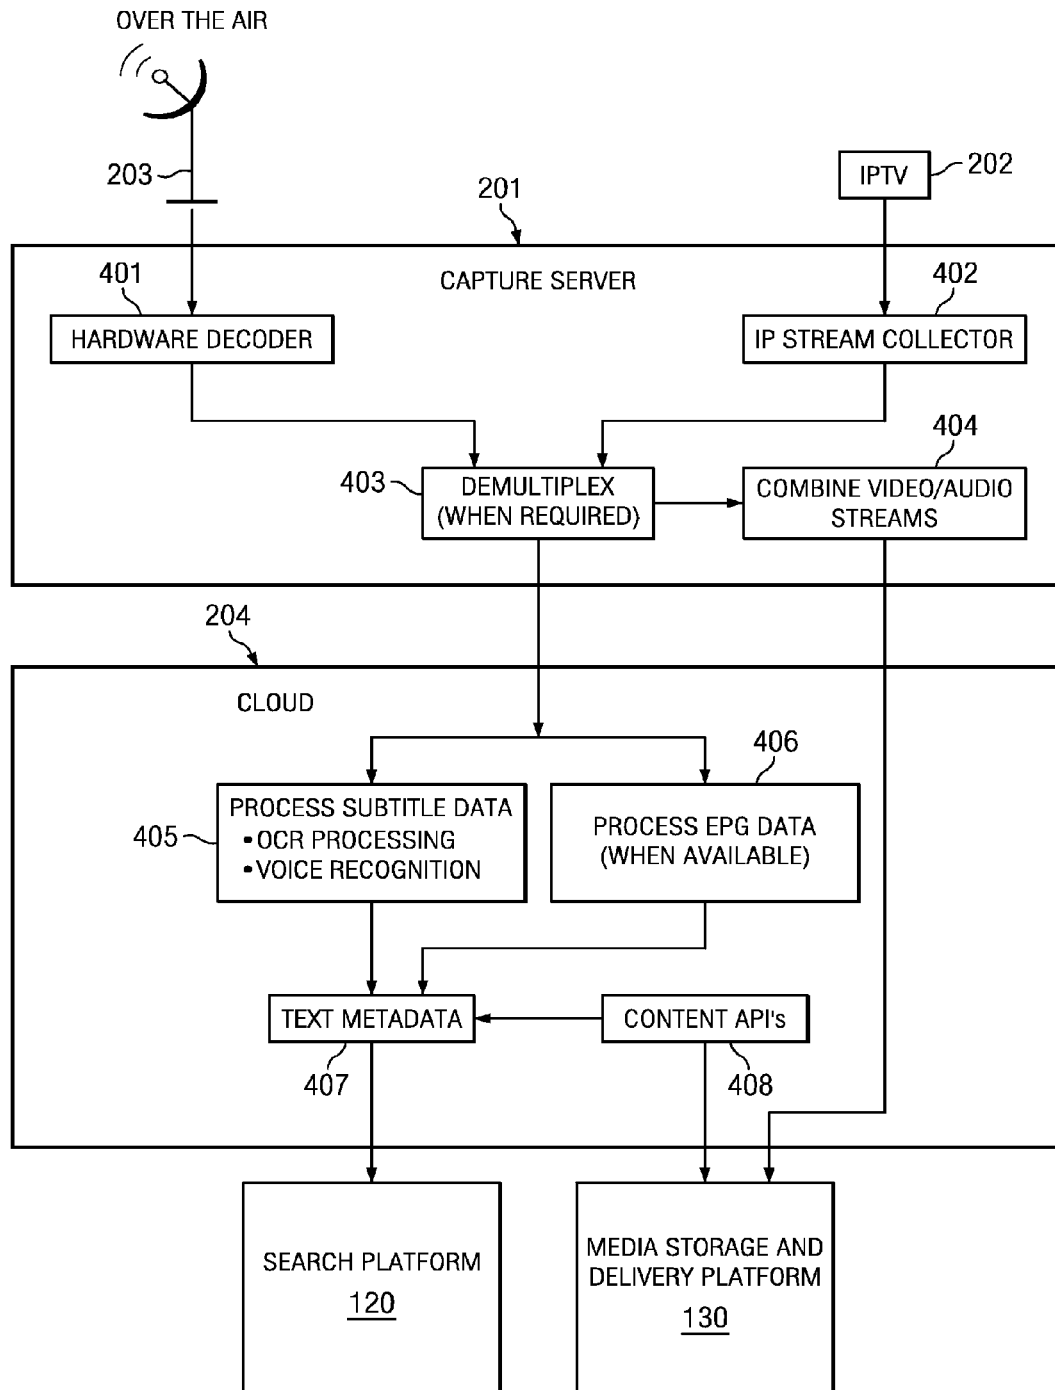 OVER THE AIR
203
201
IPTV
202
401
CAPTURE SERVER
402
HARDWARE DECODER
IP STREAM COLLECTOR
404
403
DEMULTIPLEX
(WHEN REQUIRED)
COMBINE VIDEO/AUDIO
STREAMS
204
CLOUD
406
405
PROCESS SUBTITLE DATA
• OCR PROCESSING
• VOICE RECOGNITION
PROCESS EPG DATA
(WHEN AVAILABLE)
TEXT METADATA
CONTENT API's
407
408
SEARCH PLATFORM
120
MEDIA STORAGE AND
DELIVERY PLATFORM
130